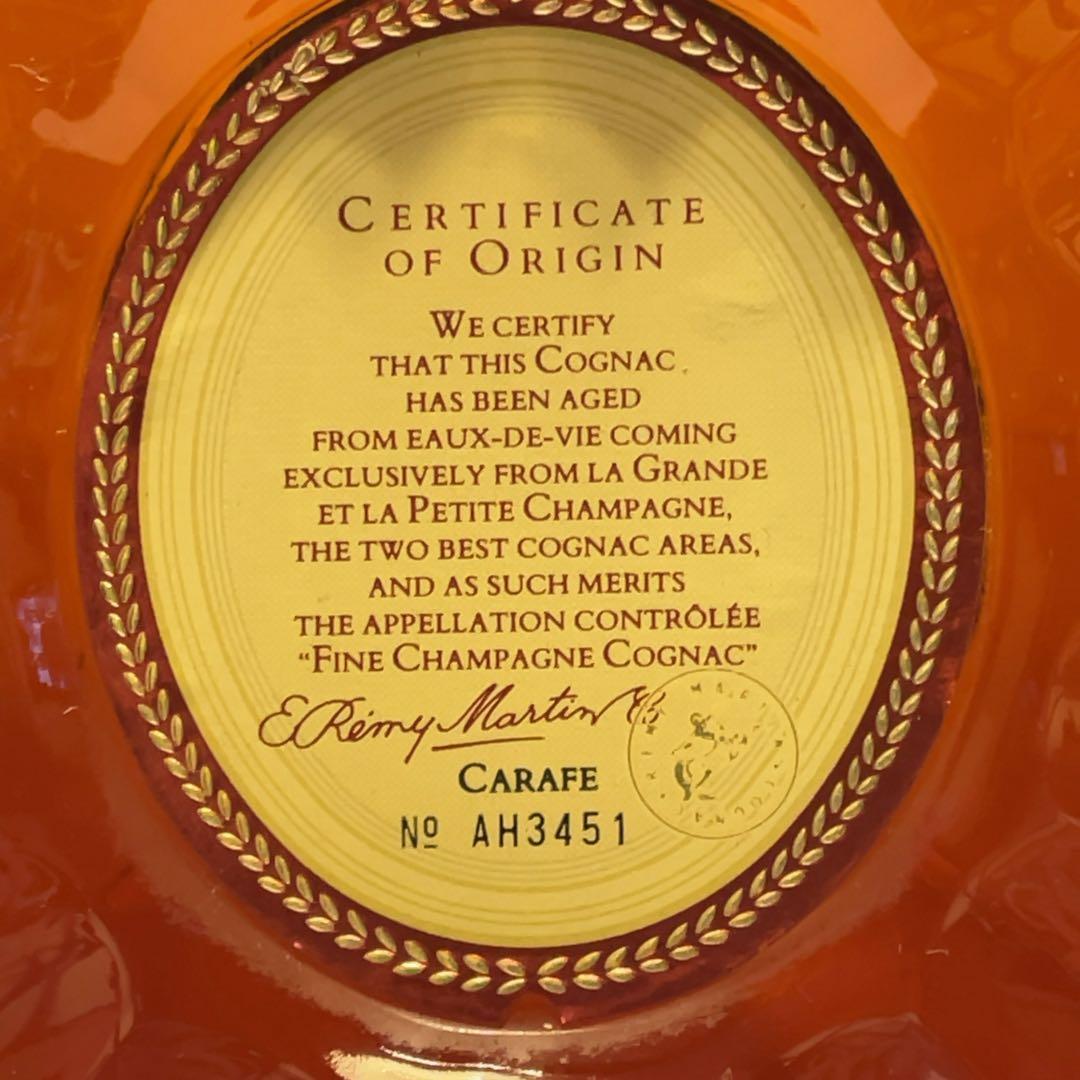 CERTIFICATE
OF ORIGIN
WE CERTIFY
THAT THIS COGNAC
HAS BEEN AGED
FROM EAUX-DE-VIE COMING
EXCLUSIVELY FROM LA GRANDE
ET LA PETITE CHAMPAGNE,
THE TWO BEST COGNAC AREAS,
AND AS SUCH MERITS
THE APPELLATION CONTRÔLÉE
“FINE CHAMPAGNE COGNAC”
E. Rémy Martin
CARAFE
Nº AH3451